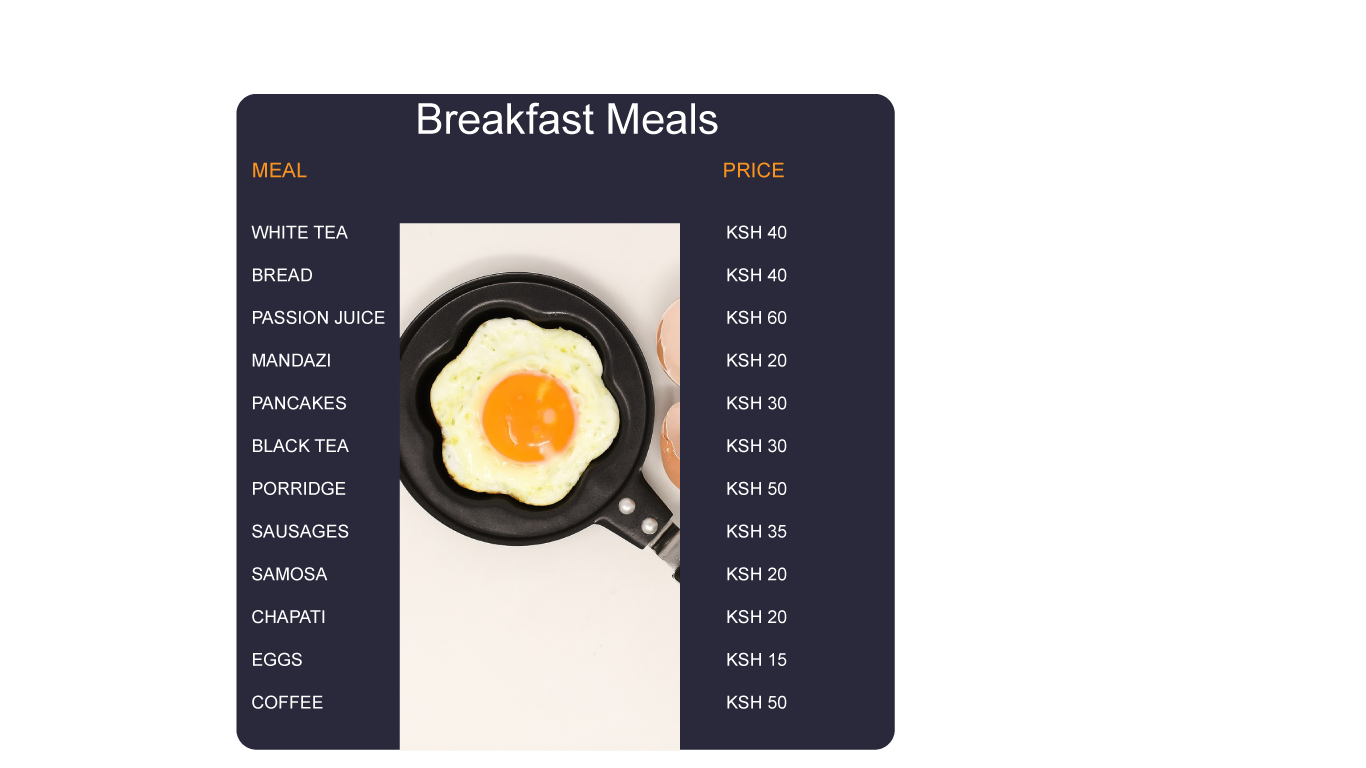 Breakfast Meals
MEAL PRICE
WHITE TEA KSH 40
BREAD KSH 40
PASSION JUICE KSH 60
MANDAZI KSH 20
PANCAKES KSH 30
BLACK TEA KSH 30
PORRIDGE KSH 50
SAUSAGES KSH 35
SAMOSA KSH 20
CHAPATI KSH 20
EGGS KSH 15
COFFEE KSH 50